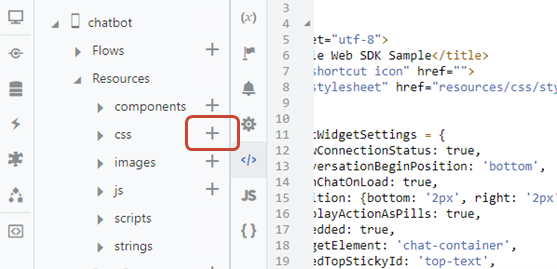 chatbot
Flows
Resources
components
css
images
js
scripts
strings
(x)
</>
JS
{ }
3
4
5 et="utf-8">
6 le Web SDK Sample</title>
7 shortcut icon" href="">
8 stylesheet" href="resources/css/sty
9
10
11 tWidgetSettings = {
12 wConnectionStatus: true,
13 versationBeginPosition: 'bottom',
14 nChatOnLoad: true,
15 ition: {bottom: '2px', right: '2px'
16 playActionAsPills: true,
17 edded: true,
18 getElement: 'chat-container',
19 edTopStickyId: 'top-text',